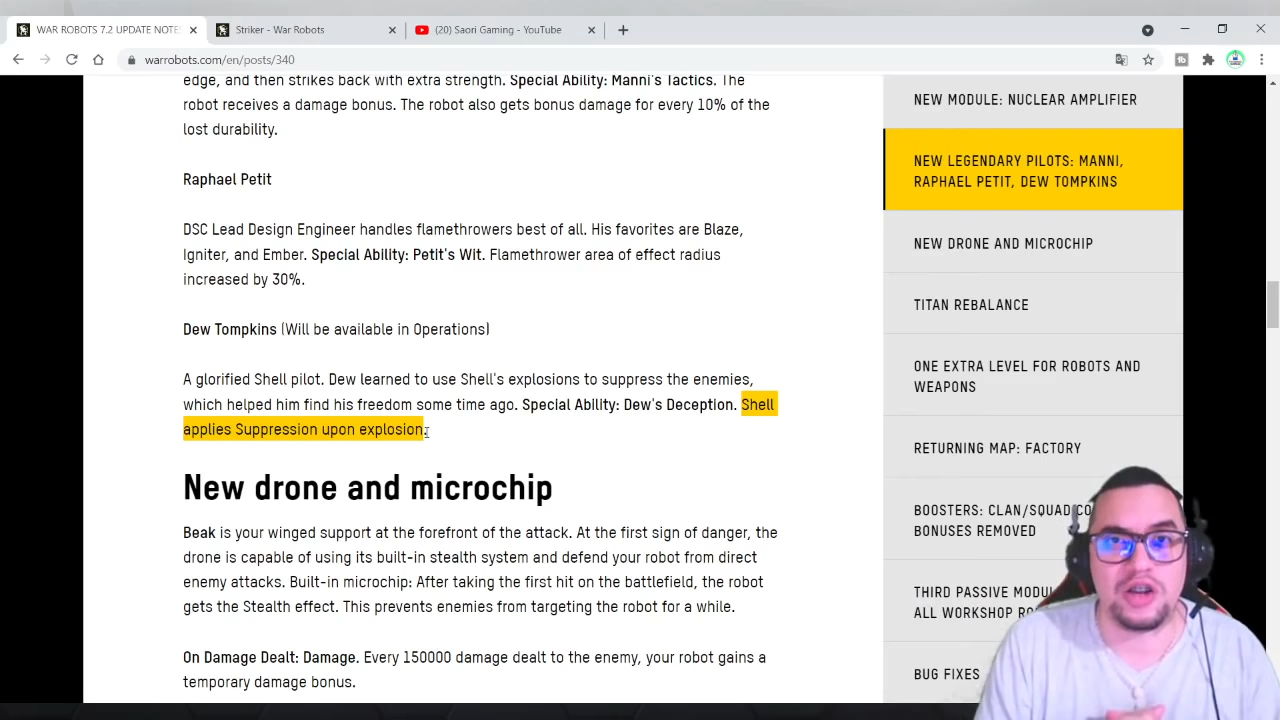 WAR ROBOTS 7.2 UPDATE NOTE
Striker - War Robots
(20) Saori Gaming - YouTube
warrobots.com/en/posts/340
edge, and then strikes back with extra strength. Special Ability: Manni's Tactics. The
robot receives a damage bonus. The robot also gets bonus damage for every 10% of the
lost durability.
Raphael Petit
DSC Lead Design Engineer handles flamethrowers best of all. His favorites are Blaze,
Igniter, and Ember. Special Ability: Petit's Wit. Flamethrower area of effect radius
increased by 30%.
Dew Tompkins (Will be available in Operations)
A glorified Shell pilot. Dew learned to use Shell's explosions to suppress the enemies,
which helped him find his freedom some time ago. Special Ability: Dew's Deception. Shell
applies Suppression upon explosion.
New drone and microchip
Beak is your winged support at the forefront of the attack. At the first sign of danger, the
drone is capable of using its built-in stealth system and defend your robot from direct
enemy attacks. Built-in microchip: After taking the first hit on the battlefield, the robot
gets the Stealth effect. This prevents enemies from targeting the robot for a while.
On Damage Dealt: Damage. Every 150000 damage dealt to the enemy, your robot gains a
temporary damage bonus.
NEW MODULE: NUCLEAR AMPLIFIER
NEW LEGENDARY PILOTS: MANNI,
RAPHAEL PETIT, DEW TOMPKINS
NEW DRONE AND MICROCHIP
TITAN REBALANCE
ONE EXTRA LEVEL FOR ROBOTS AND
WEAPONS
RETURNING MAP: FACTORY
BOOSTERS: CLAN/SQUAD CO
BONUSES REMOVED
THIRD PASSIVE MODU
ALL WORKSHOP RO
BUG FIXES